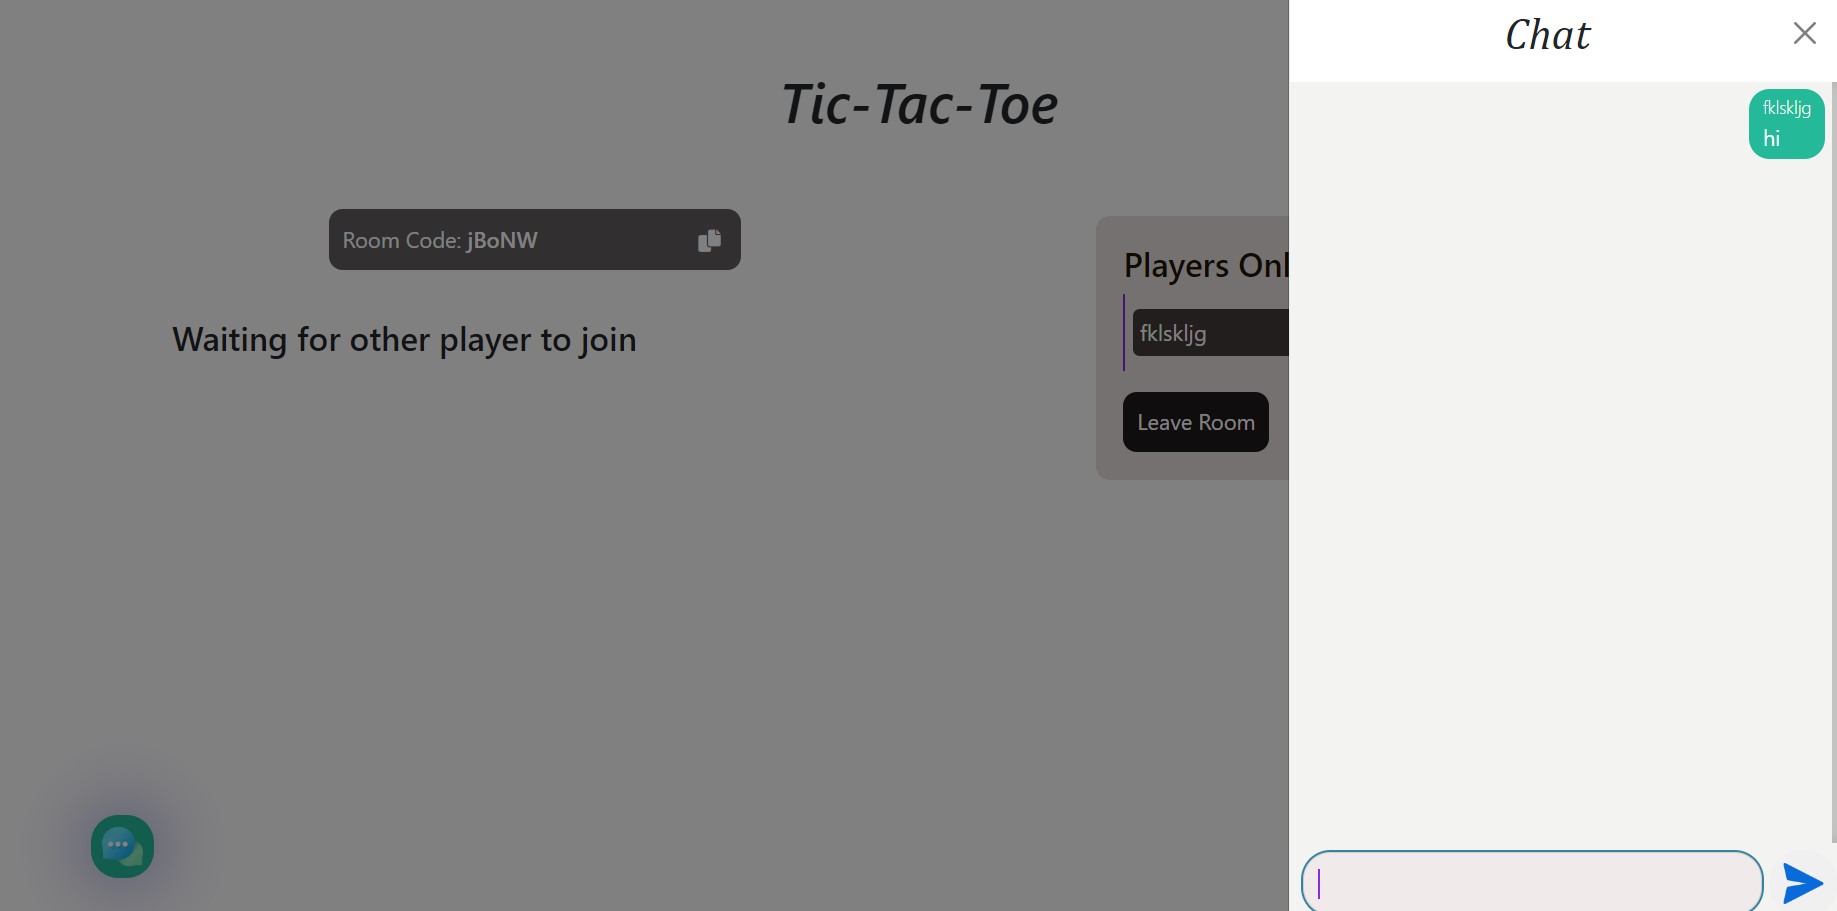 Tic-Tac-Toe
Room Code: jBoNW
Waiting for other player to join
Players Onl
fklskljg
Leave Room
Chat
fklskljg
hi